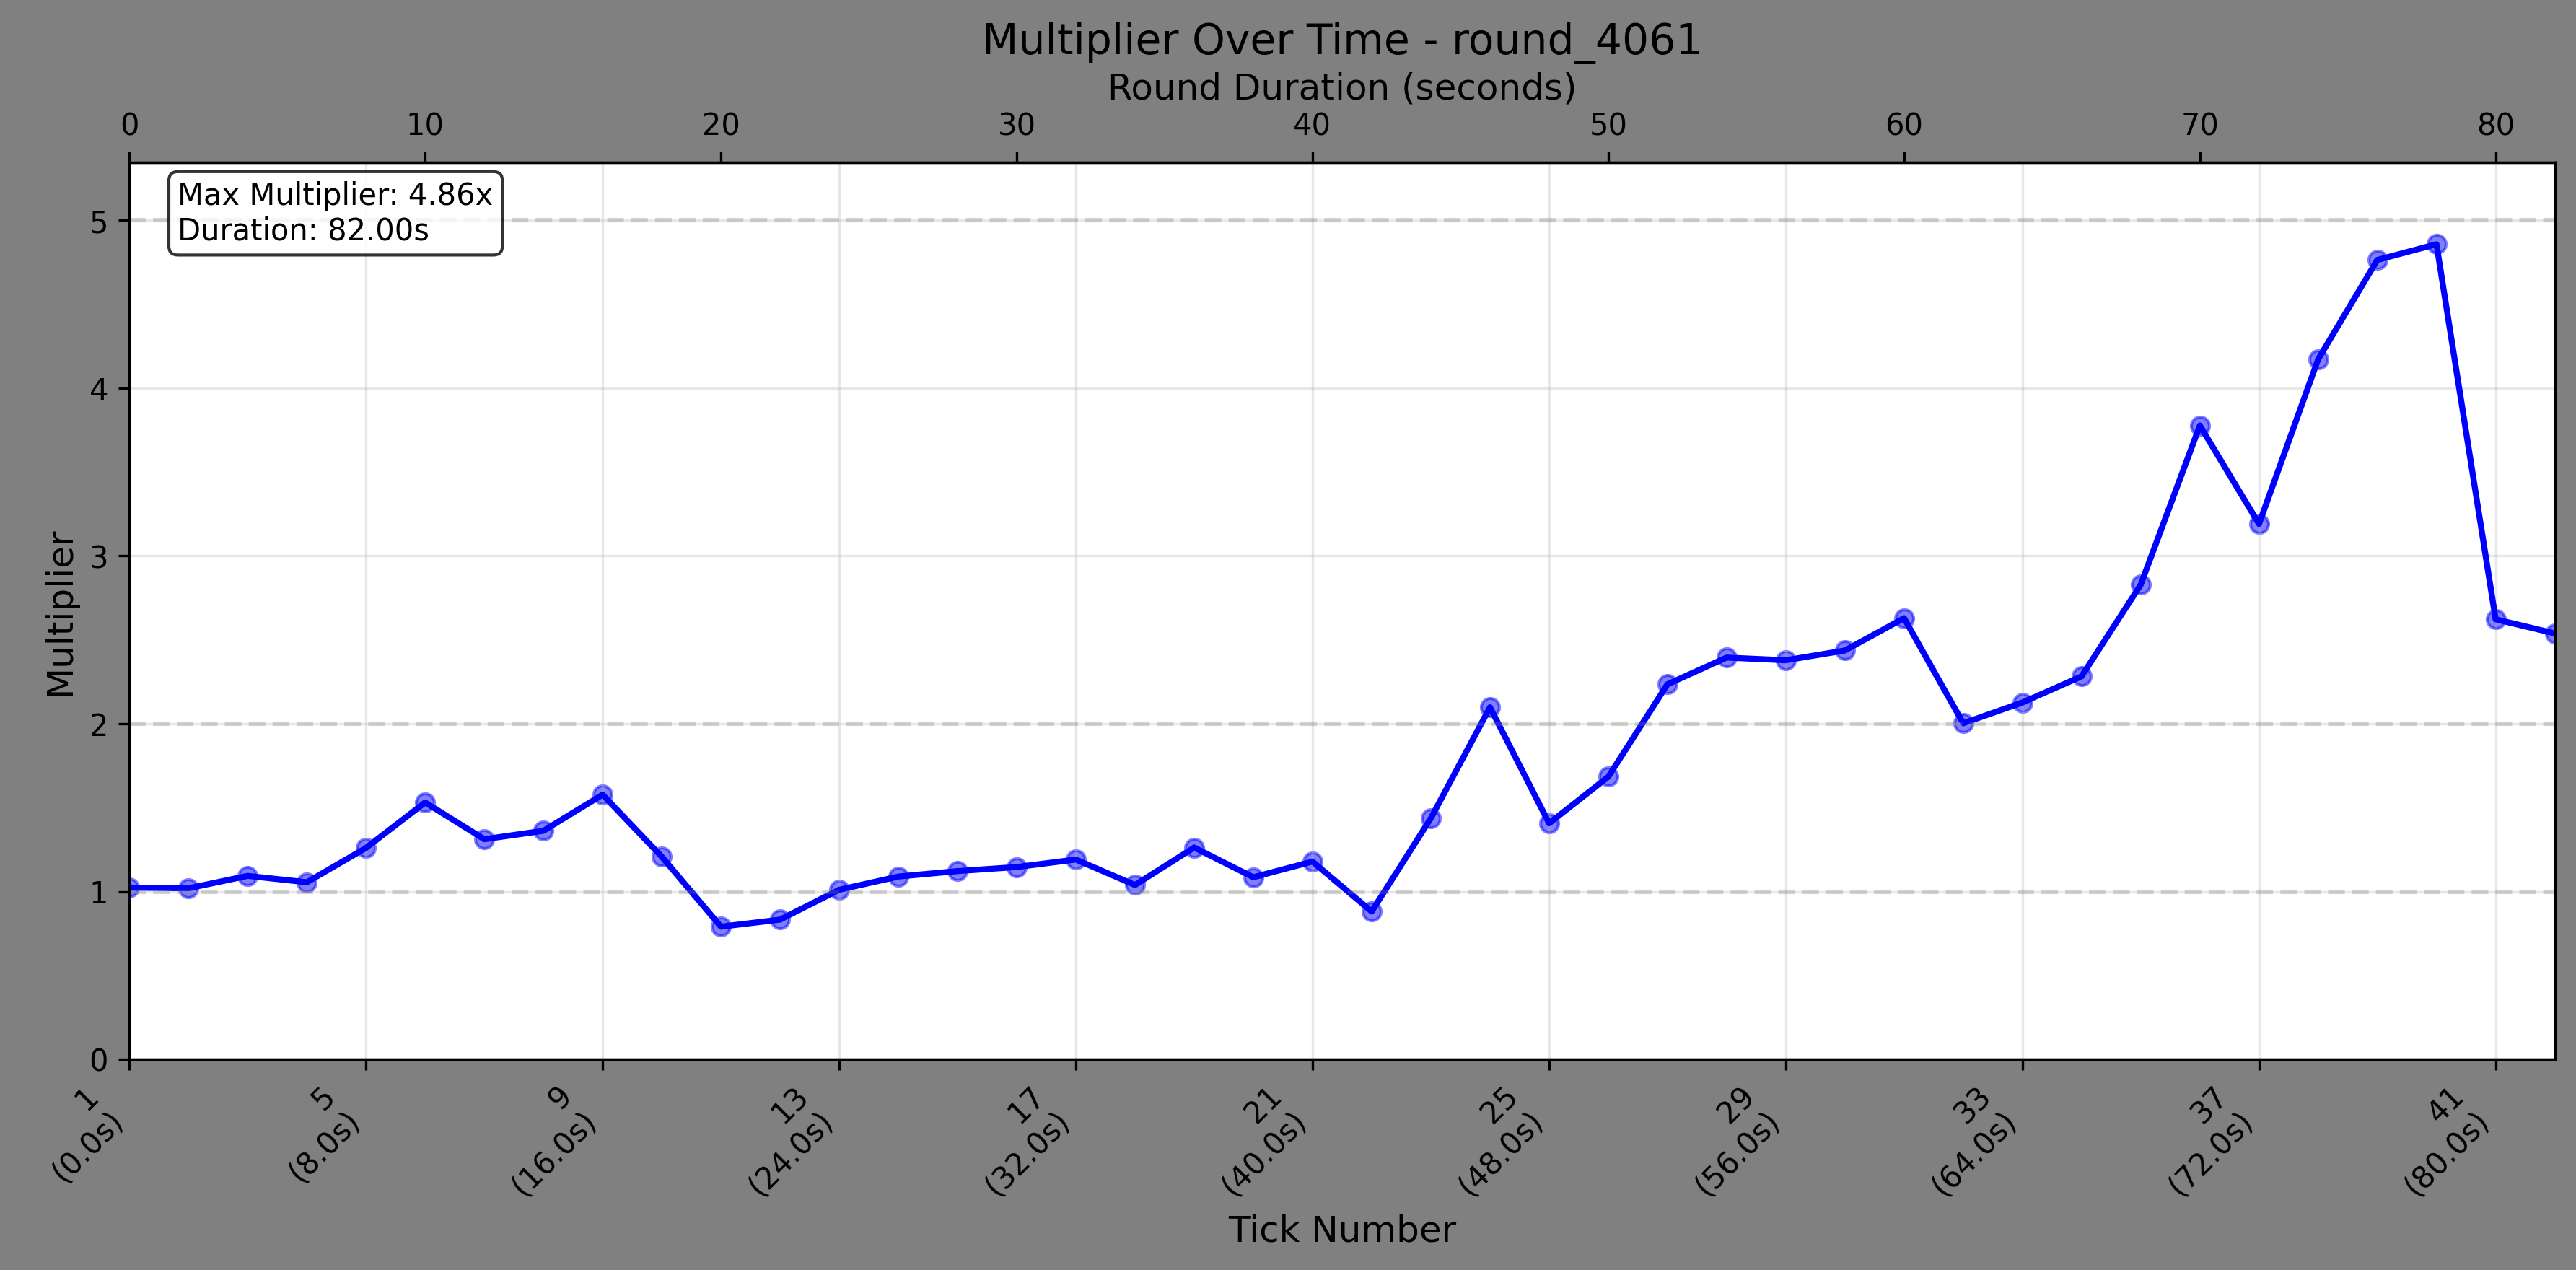 Multiplier Over Time - round_4061
Round Duration (seconds)
0 10 20 30 40 50 60 70 80
Max Multiplier: 4.86x
Duration: 82.00s
5
4
3
2
1
0
Multiplier
1 5 9 13 17 21 25 29 33 37 41
(0.0s) (8.0s) (16.0s) (24.0s) (32.0s) (40.0s) (48.0s) (56.0s) (64.0s) (72.0s) (80.0s)
Tick Number